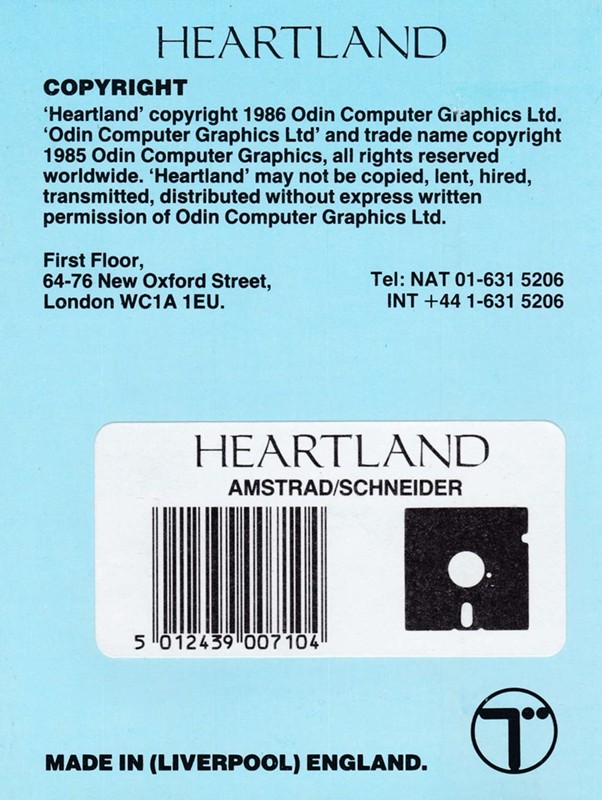 HEARTLAND
COPYRIGHT
‘Heartland’ copyright 1986 Odin Computer Graphics Ltd.
‘Odin Computer Graphics Ltd’ and trade name copyright
1985 Odin Computer Graphics, all rights reserved
worldwide. ‘Heartland’ may not be copied, lent, hired,
transmitted, distributed without express written
permission of Odin Computer Graphics Ltd.
First Floor,
64-76 New Oxford Street,
London WC1A 1EU.
Tel: NAT 01-631 5206
INT +44 1-631 5206
HEARTLAND
AMSTRAD/SCHNEIDER
5 012439 007104
MADE IN (LIVERPOOL) ENGLAND.